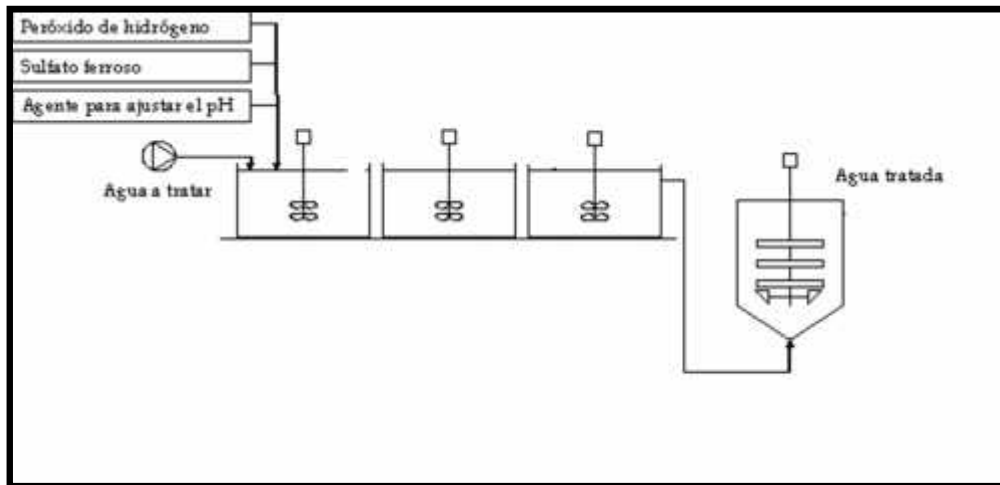 Peróxido de hidrógeno
Sulfato ferroso
Agente para ajustar el pH
Agua a tratar
Agua tratada